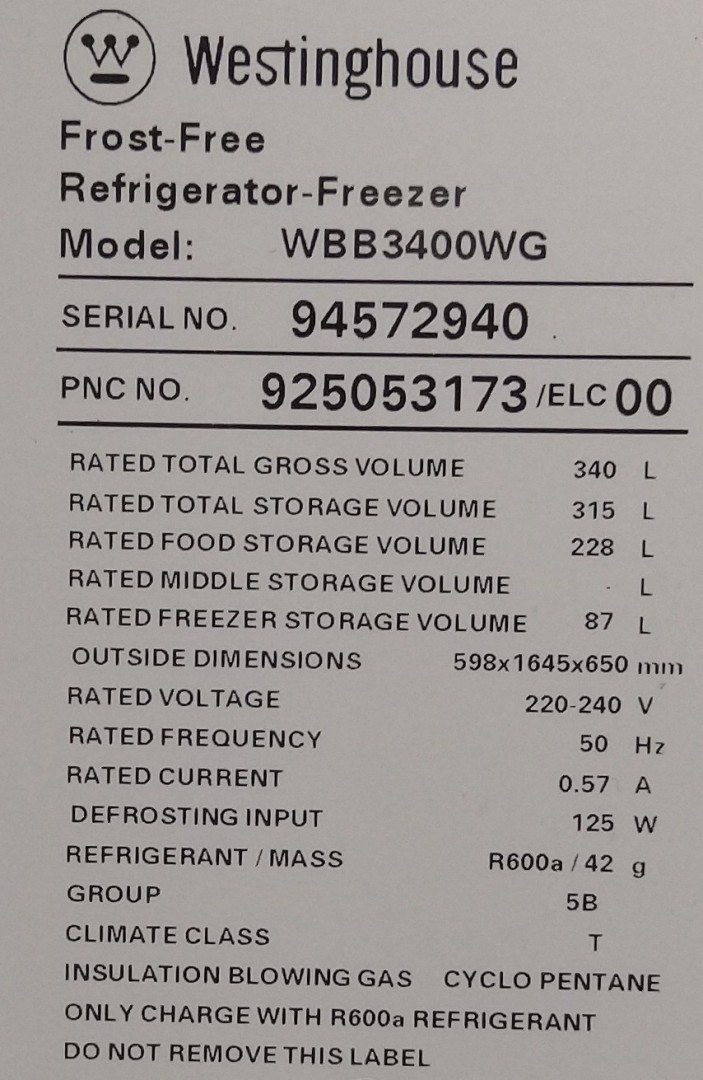 W Westinghouse
Frost-Free
Refrigerator-Freezer
Model: WBB3400WG
SERIAL NO. 94572940
PNC NO. 925053173 /ELC 00
RATED TOTAL GROSS VOLUME 340 L
RATED TOTAL STORAGE VOLUME 315 L
RATED FOOD STORAGE VOLUME 228 L
RATED MIDDLE STORAGE VOLUME - L
RATED FREEZER STORAGE VOLUME 87 L
OUTSIDE DIMENSIONS 598x1645x650 mm
RATED VOLTAGE 220-240 V
RATED FREQUENCY 50 Hz
RATED CURRENT 0.57 A
DEFROSTING INPUT 125 W
REFRIGERANT / MASS R600a / 42 g
GROUP 5B
CLIMATE CLASS T
INSULATION BLOWING GAS CYCLO PENTANE
ONLY CHARGE WITH R600a REFRIGERANT
DO NOT REMOVE THIS LABEL